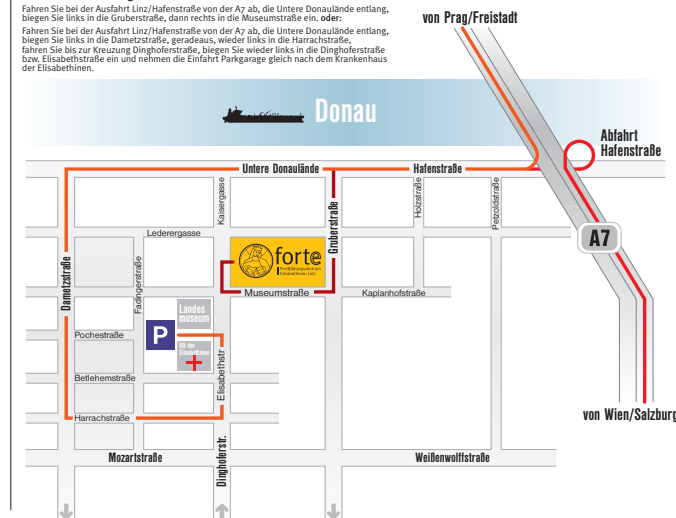 Fahren Sie bei der Ausfahrt Linz/Hafenstraße von der A7 ab, die Untere Donaulände entlang,
biegen Sie links in die Gruberstraße, dann rechts in die Museumstraße ein. oder:
Fahren Sie bei der Ausfahrt Linz/Hafenstraße von der A7 ab, die Untere Donaulände entlang,
biegen Sie links in die Dametzstraße, geradeaus, wieder links in die Harrachstraße,
fahren Sie bis zur Kreuzung Dinghoferstraße, biegen Sie wieder links in die Dinghoferstraße
bzw. Elisabethstraße ein und nehmen die Einfahrt Parkgarage gleich nach dem Krankenhaus
der Elisabethinen.
von Prag/Freistadt
Donau
Abfahrt
Hafenstraße
Untere Donaulände
Hafenstraße
Kaisergasse
Holzstraße
Petzoldstraße
Gruberstraße
Lederergasse
A7
forte
Fortbildungszentrum
Elisabethinen Linz
Dametzstraße
Fadingerstraße
Museumstraße
Kaplanhofstraße
Landes
museum
P
Pochestraße
KH der
Elisabethinen
Elisabethstr
Betlehemstraße
Harrachstraße
von Wien/Salzburg
Mozartstraße
Dinghoferstr.
Weißenwolffstraße